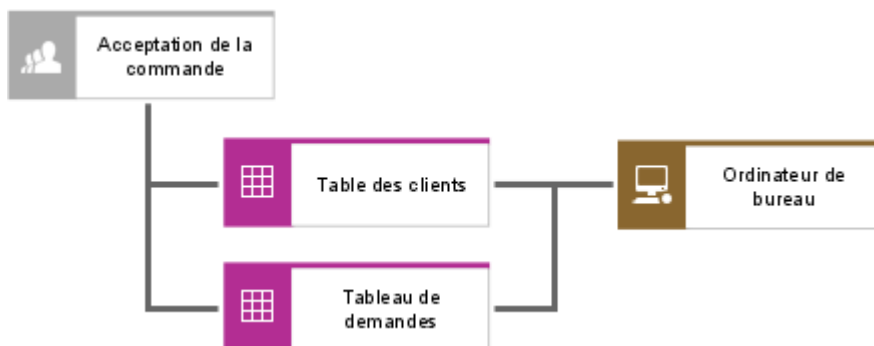 Acceptation de la
commande
Table des clients
Ordinateur de
bureau
Tableau de
demandes